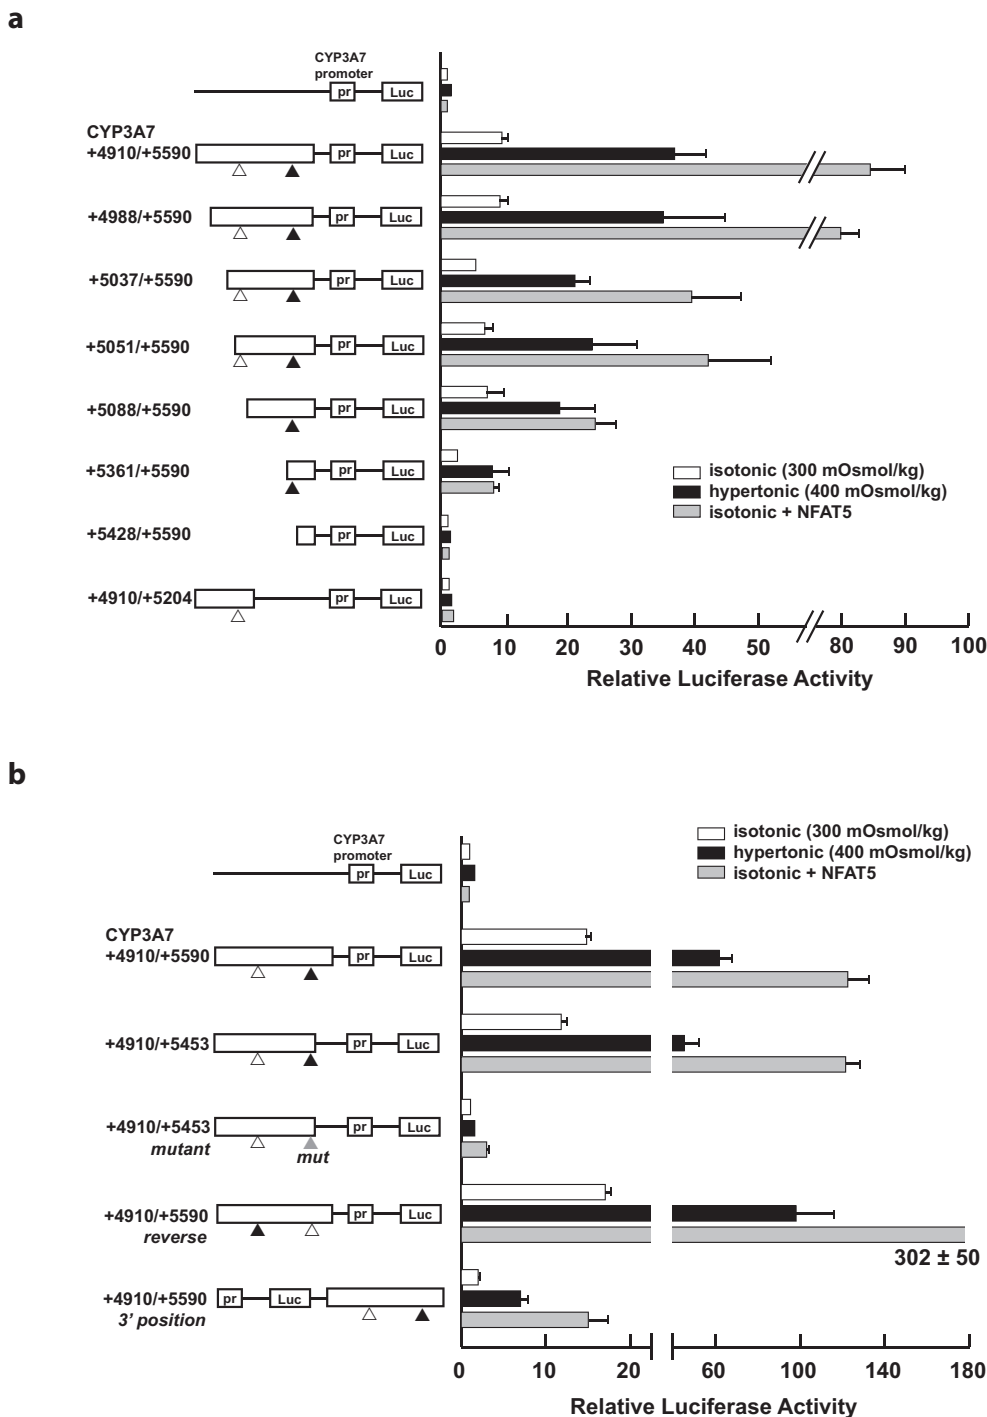 a
CYP3A7
promoter
pr Luc
CYP3A7
+4910/+5590 pr Luc
+4988/+5590 pr Luc
+5037/+5590 pr Luc
+5051/+5590 pr Luc
+5088/+5590 pr Luc
+5361/+5590 pr Luc
isotonic (300 mOsmol/kg)
hypertonic (400 mOsmol/kg)
isotonic + NFAT5
+5428/+5590 pr Luc
+4910/+5204 pr Luc
0 10 20 30 40 50 80 90 100
Relative Luciferase Activity
b
isotonic (300 mOsmol/kg)
hypertonic (400 mOsmol/kg)
isotonic + NFAT5
CYP3A7
promoter
pr Luc
CYP3A7
+4910/+5590 pr Luc
+4910/+5453 pr Luc
+4910/+5453 pr Luc
mutant mut
+4910/+5590 pr Luc
reverse
302 ± 50
+4910/+5590 pr Luc
3' position
0 10 20 60 100 140 180
Relative Luciferase Activity